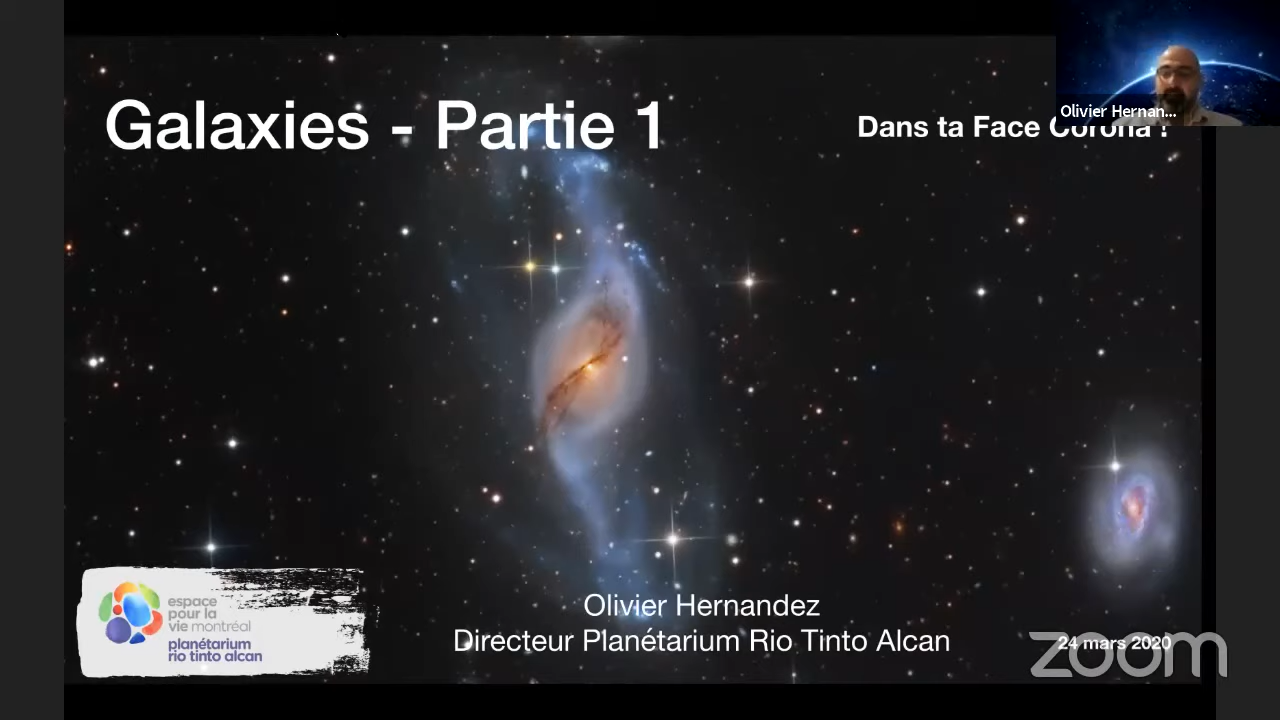 Galaxies - Partie 1
Dans ta Face Corona !
Olivier Hernan...
espace
pour la
vie montréal
planétarium
rio tinto alcan
Olivier Hernandez
Directeur Planétarium Rio Tinto Alcan
24 mars 2020
zoom